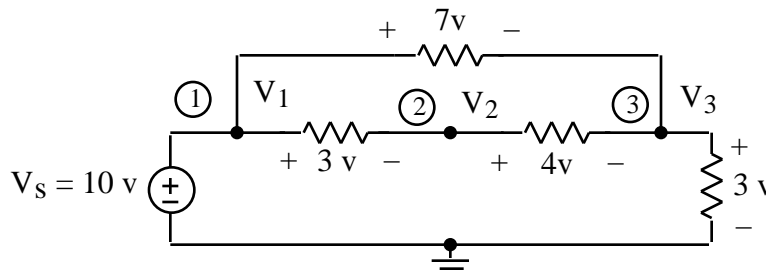 7v
+ −
1 V1 2 V2 3 V3
+ 3 v − + 4v − +
Vs = 10 v + − 3 v
−